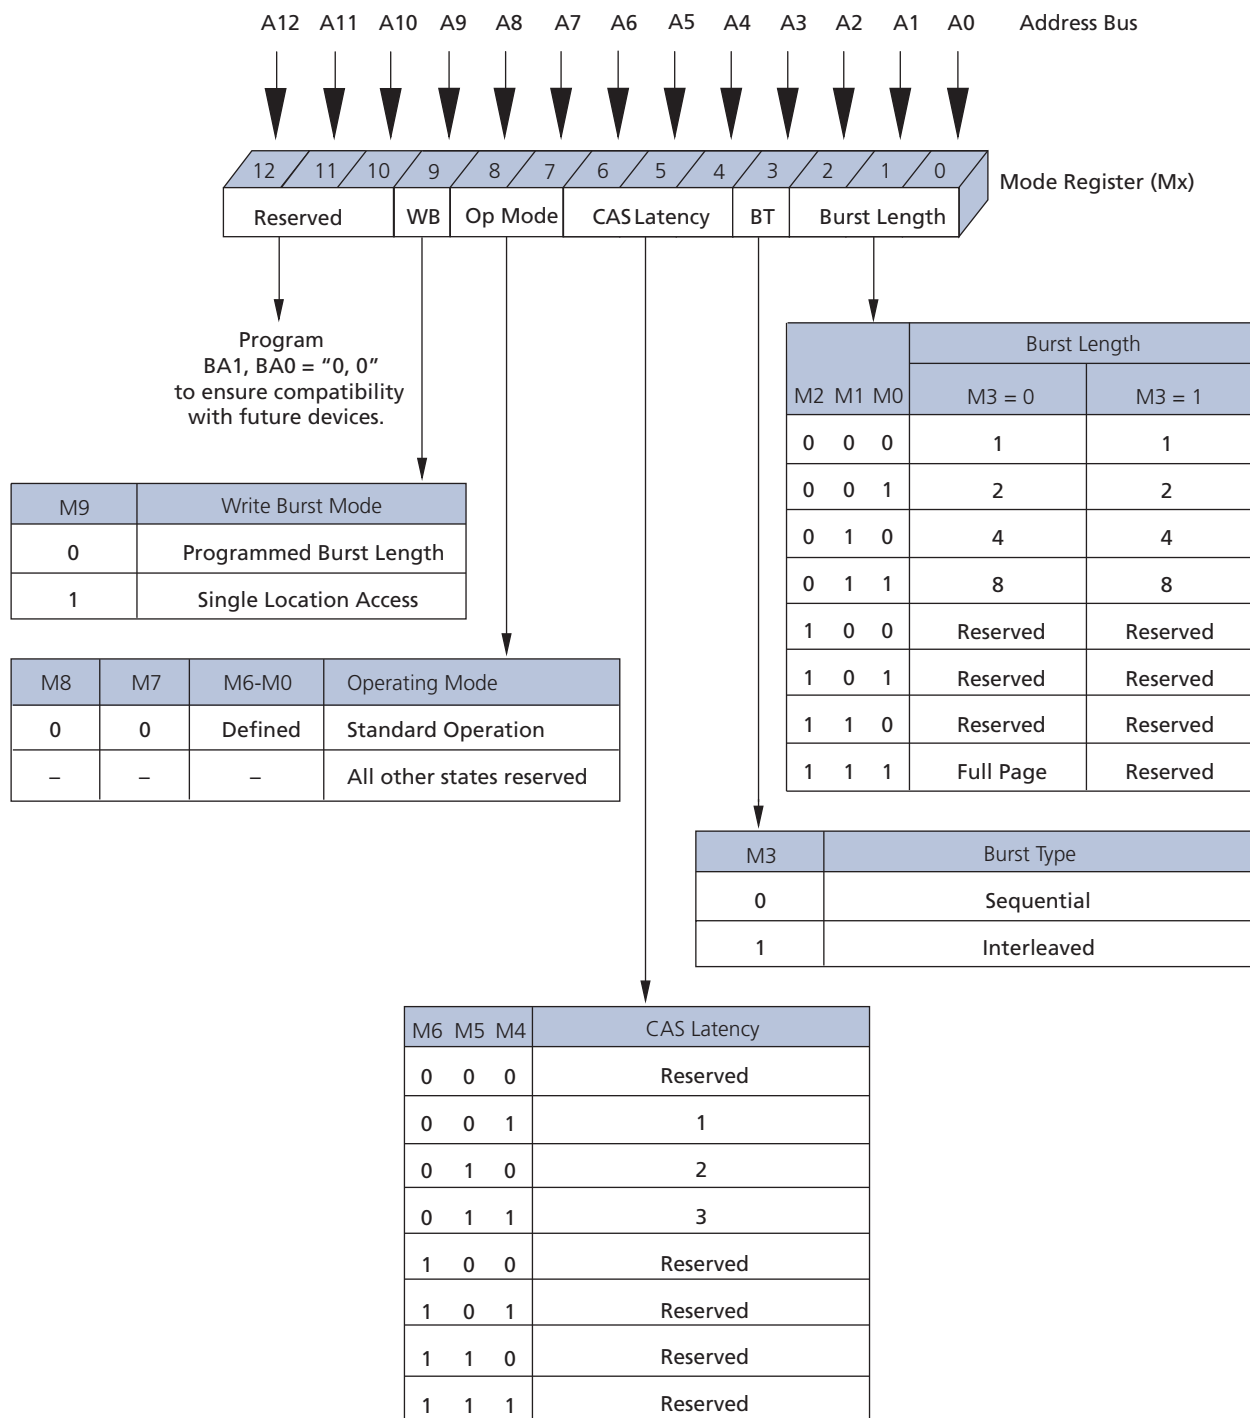 A12 A11 A10 A9 A8 A7 A6 A5 A4 A3 A2 A1 A0 Address Bus
12 11 10 9 8 7 6 5 4 3 2 1 0
Mode Register (Mx)
Reserved WB Op Mode CAS Latency BT Burst Length
Program
BA1, BA0 = “0, 0”
to ensure compatibility
with future devices.
M9 Write Burst Mode
0 Programmed Burst Length
1 Single Location Access
M8 M7 M6-M0 Operating Mode
0 0 Defined Standard Operation
– – – All other states reserved
Burst Length
M2 M1 M0 M3 = 0 M3 = 1
0 0 0 1 1
0 0 1 2 2
0 1 0 4 4
0 1 1 8 8
1 0 0 Reserved Reserved
1 0 1 Reserved Reserved
1 1 0 Reserved Reserved
1 1 1 Full Page Reserved
M3 Burst Type
0 Sequential
1 Interleaved
M6 M5 M4 CAS Latency
0 0 0 Reserved
0 0 1 1
0 1 0 2
0 1 1 3
1 0 0 Reserved
1 0 1 Reserved
1 1 0 Reserved
1 1 1 Reserved